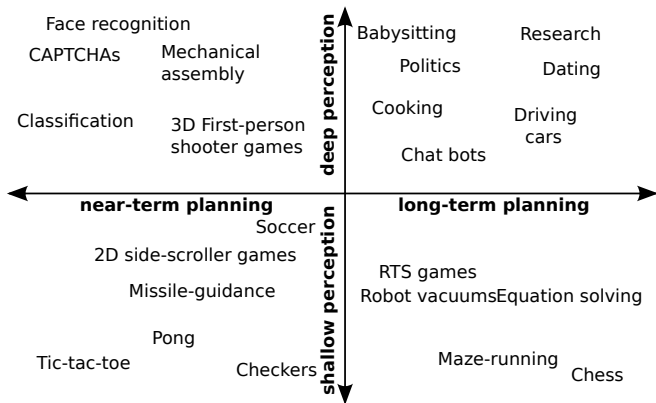 Face recognition
CAPTCHAs
Mechanical
assembly
Classification
3D First-person
shooter games
deep perception
Babysitting
Research
Politics
Dating
Cooking
Driving
cars
Chat bots
near-term planning
long-term planning
Soccer
2D side-scroller games
Missile-guidance
Pong
Tic-tac-toe
Checkers
shallow perception
RTS games
Robot vacuums
Equation solving
Maze-running
Chess